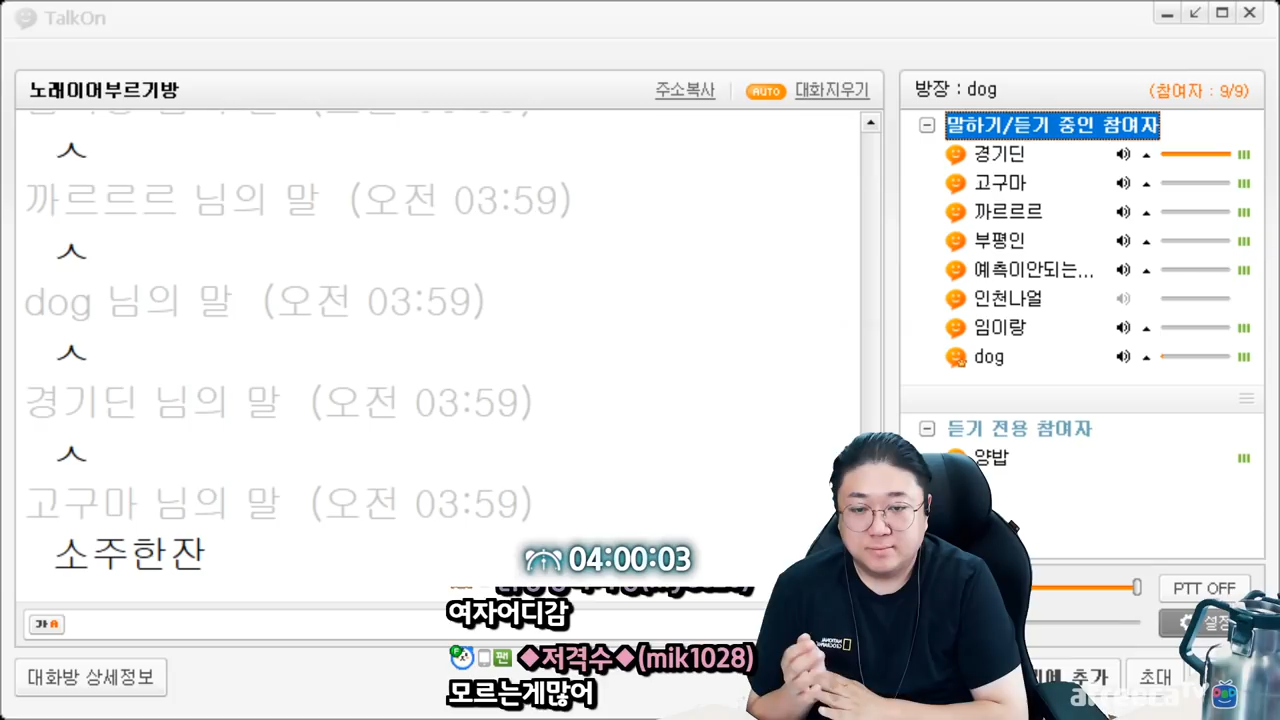 TalkOn
노래이어부르기방
주소복사
AUTO
대화지우기
ㅅ
까르르르 님의 말 (오전 03:59)
ㅅ
dog 님의 말 (오전 03:59)
ㅅ
경기딘 님의 말 (오전 03:59)
ㅅ
고구마 님의 말 (오전 03:59)
소주한잔
04:00:03
여자어디감
F 팬 ◆저격수◆(mik1028)
모르는게많어
가
대화방 상세정보
방장 : dog
(참여자 : 9/9)
말하기/듣기 중인 참여자
경기딘
고구마
까르르르
부평인
예측이안되는...
인천나얼
임이랑
dog
듣기 전용 참여자
양밥
PTT OFF
설정
에 추가
초대